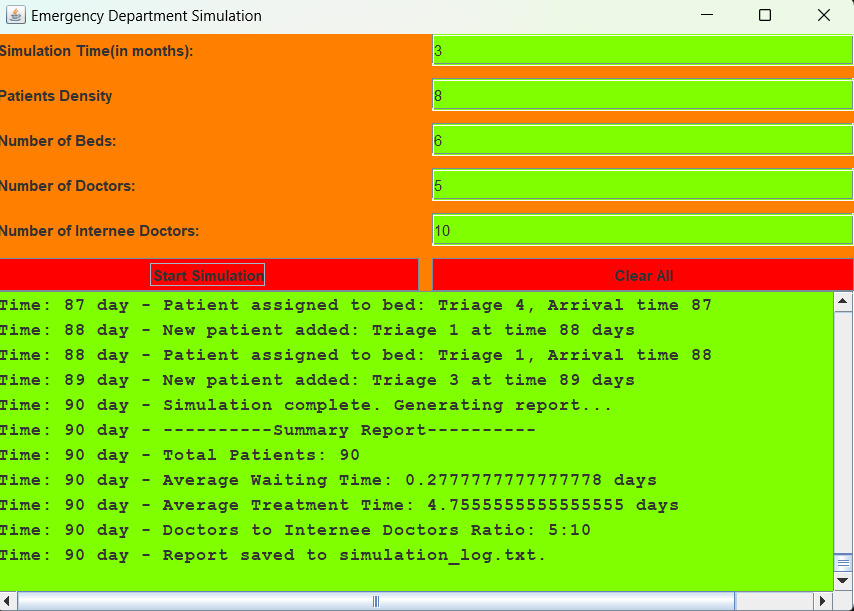 Emergency Department Simulation
Simulation Time(in months): 3
Patients Density 8
Number of Beds: 6
Number of Doctors: 5
Number of Internee Doctors: 10
Start Simulation Clear All
Time: 87 day - Patient assigned to bed: Triage 4, Arrival time 87
Time: 88 day - New patient added: Triage 1 at time 88 days
Time: 88 day - Patient assigned to bed: Triage 1, Arrival time 88
Time: 89 day - New patient added: Triage 3 at time 89 days
Time: 90 day - Simulation complete. Generating report...
Time: 90 day - ----------Summary Report----------
Time: 90 day - Total Patients: 90
Time: 90 day - Average Waiting Time: 0.2777777777777778 days
Time: 90 day - Average Treatment Time: 4.7555555555555555 days
Time: 90 day - Doctors to Internee Doctors Ratio: 5:10
Time: 90 day - Report saved to simulation_log.txt.